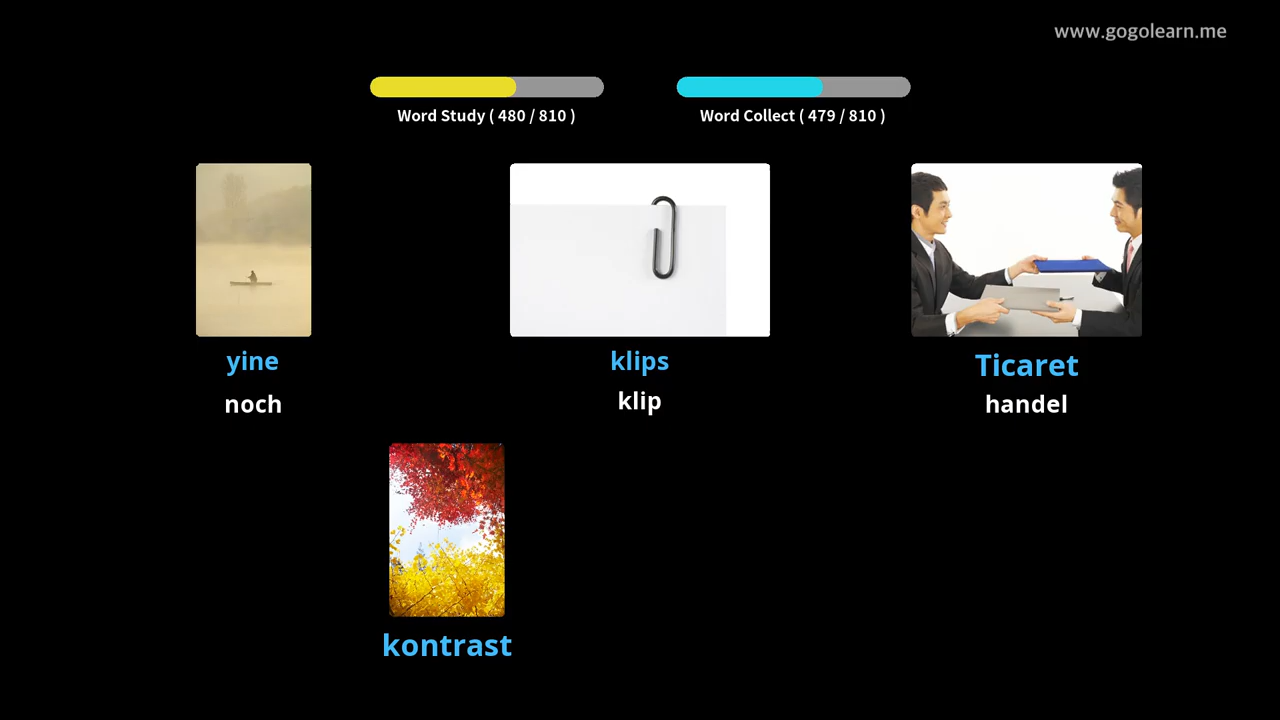 www.gogolearn.me
Word Study ( 480 / 810 )
Word Collect ( 479 / 810 )
yine
klips
Ticaret
noch
klip
handel
kontrast